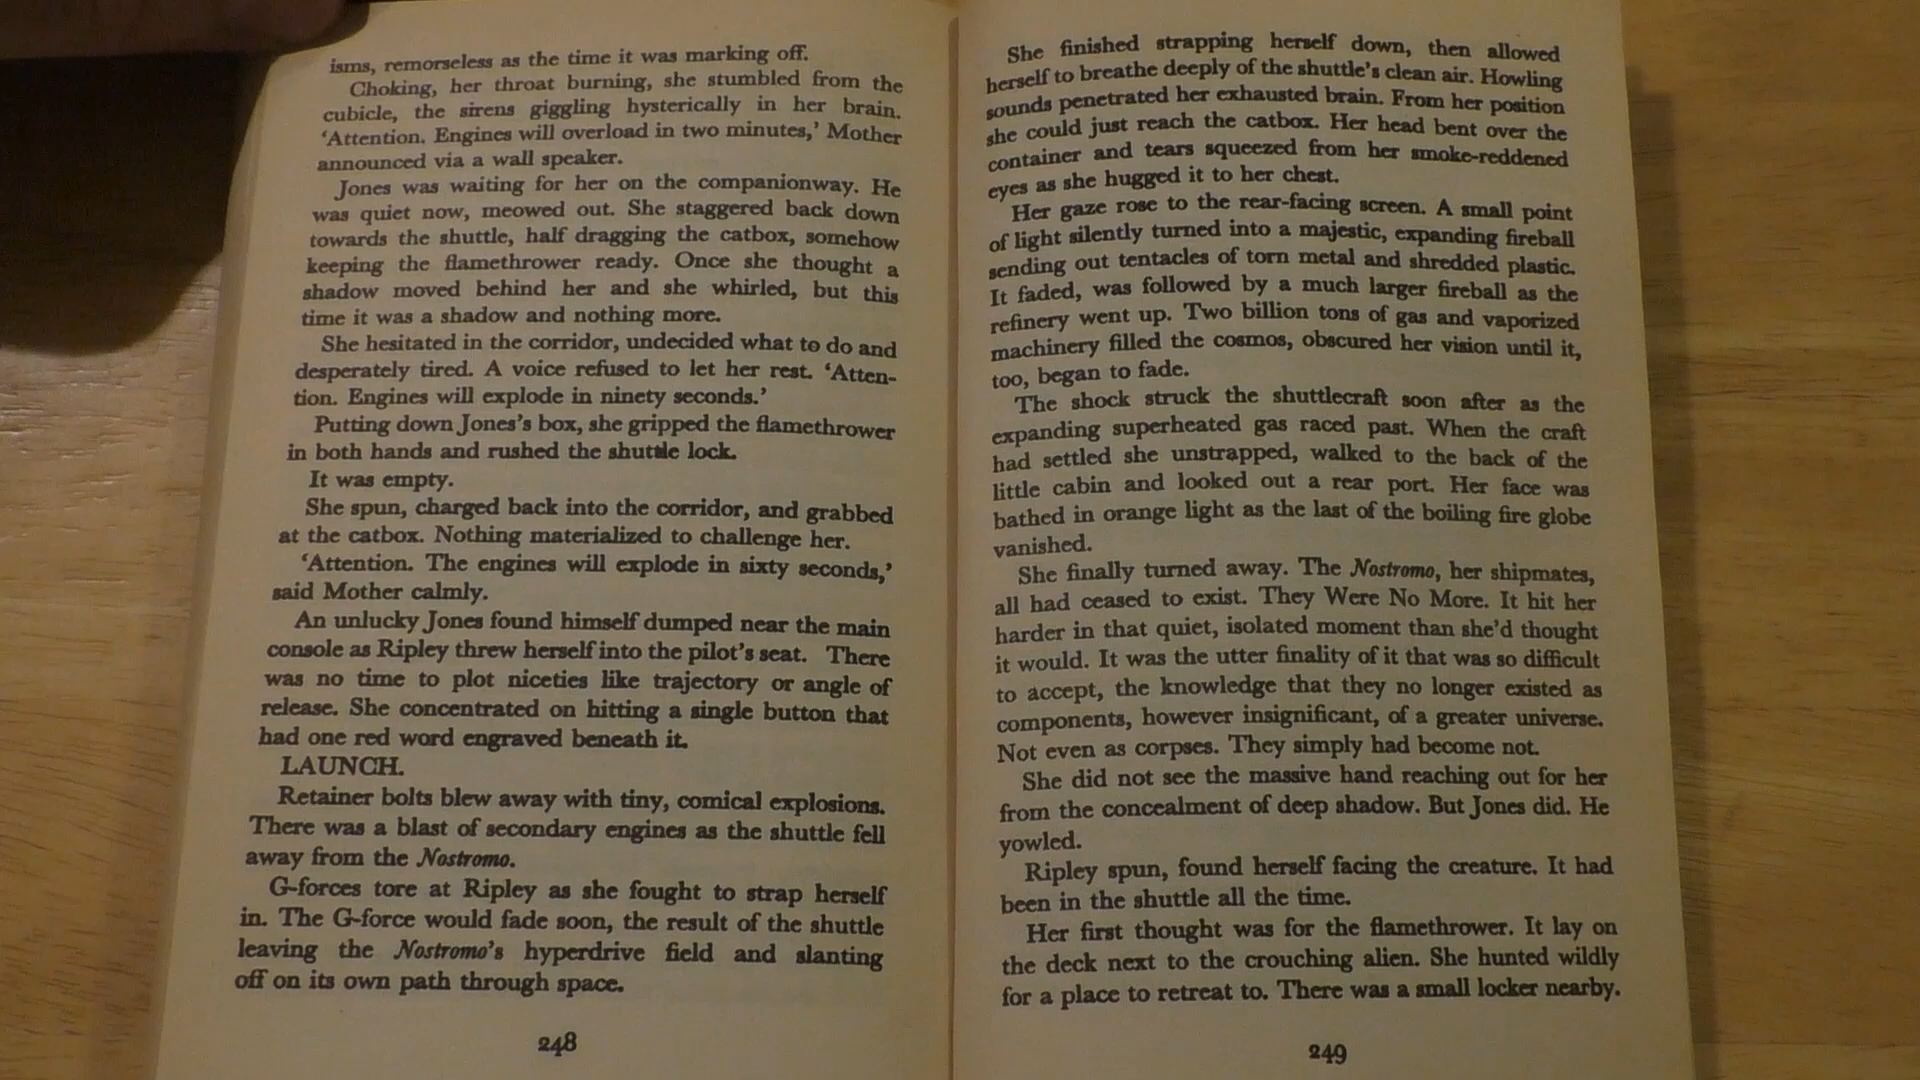 isms, remorseless as the time it was marking off.
Choking, her throat burning, she stumbled from the
cubicle, the sirens giggling hysterically in her brain.
‘Attention. Engines will overload in two minutes,’ Mother
announced via a wall speaker.
Jones was waiting for her on the companionway. He
was quiet now, meowed out. She staggered back down
towards the shuttle, half dragging the catbox, somehow
keeping the flamethrower ready. Once she thought a
shadow moved behind her and she whirled, but this
time it was a shadow and nothing more.
She hesitated in the corridor, undecided what to do and
desperately tired. A voice refused to let her rest. ‘Atten-
tion. Engines will explode in ninety seconds.’
Putting down Jones's box, she gripped the flamethrower
in both hands and rushed the shuttle lock.
It was empty.
She spun, charged back into the corridor, and grabbed
at the catbox. Nothing materialized to challenge her.
‘Attention. The engines will explode in sixty seconds,’
said Mother calmly.
An unlucky Jones found himself dumped near the main
console as Ripley threw herself into the pilot's seat. There
was no time to plot niceties like trajectory or angle of
release. She concentrated on hitting a single button that
had one red word engraved beneath it.
LAUNCH.
Retainer bolts blew away with tiny, comical explosions.
There was a blast of secondary engines as the shuttle fell
away from the Nostromo.
G-forces tore at Ripley as she fought to strap herself
in. The G-force would fade soon, the result of the shuttle
leaving the Nostromo's hyperdrive field and slanting
off on its own path through space.
248
She finished strapping herself down, then allowed
herself to breathe deeply of the shuttle's clean air. Howling
sounds penetrated her exhausted brain. From her position
she could just reach the catbox. Her head bent over the
container and tears squeezed from her smoke-reddened
eyes as she hugged it to her chest.
Her gaze rose to the rear-facing screen. A small point
of light silently turned into a majestic, expanding fireball
sending out tentacles of torn metal and shredded plastic.
It faded, was followed by a much larger fireball as the
refinery went up. Two billion tons of gas and vaporized
machinery filled the cosmos, obscured her vision until it,
too, began to fade.
The shock struck the shuttlecraft soon after as the
expanding superheated gas raced past. When the craft
had settled she unstrapped, walked to the back of the
little cabin and looked out a rear port. Her face was
bathed in orange light as the last of the boiling fire globe
vanished.
She finally turned away. The Nostromo, her shipmates,
all had ceased to exist. They Were No More. It hit her
harder in that quiet, isolated moment than she'd thought
it would. It was the utter finality of it that was so difficult
to accept, the knowledge that they no longer existed as
components, however insignificant, of a greater universe.
Not even as corpses. They simply had become not.
She did not see the massive hand reaching out for her
from the concealment of deep shadow. But Jones did. He
yowled.
Ripley spun, found herself facing the creature. It had
been in the shuttle all the time.
Her first thought was for the flamethrower. It lay on
the deck next to the crouching alien. She hunted wildly
for a place to retreat to. There was a small locker nearby.
249